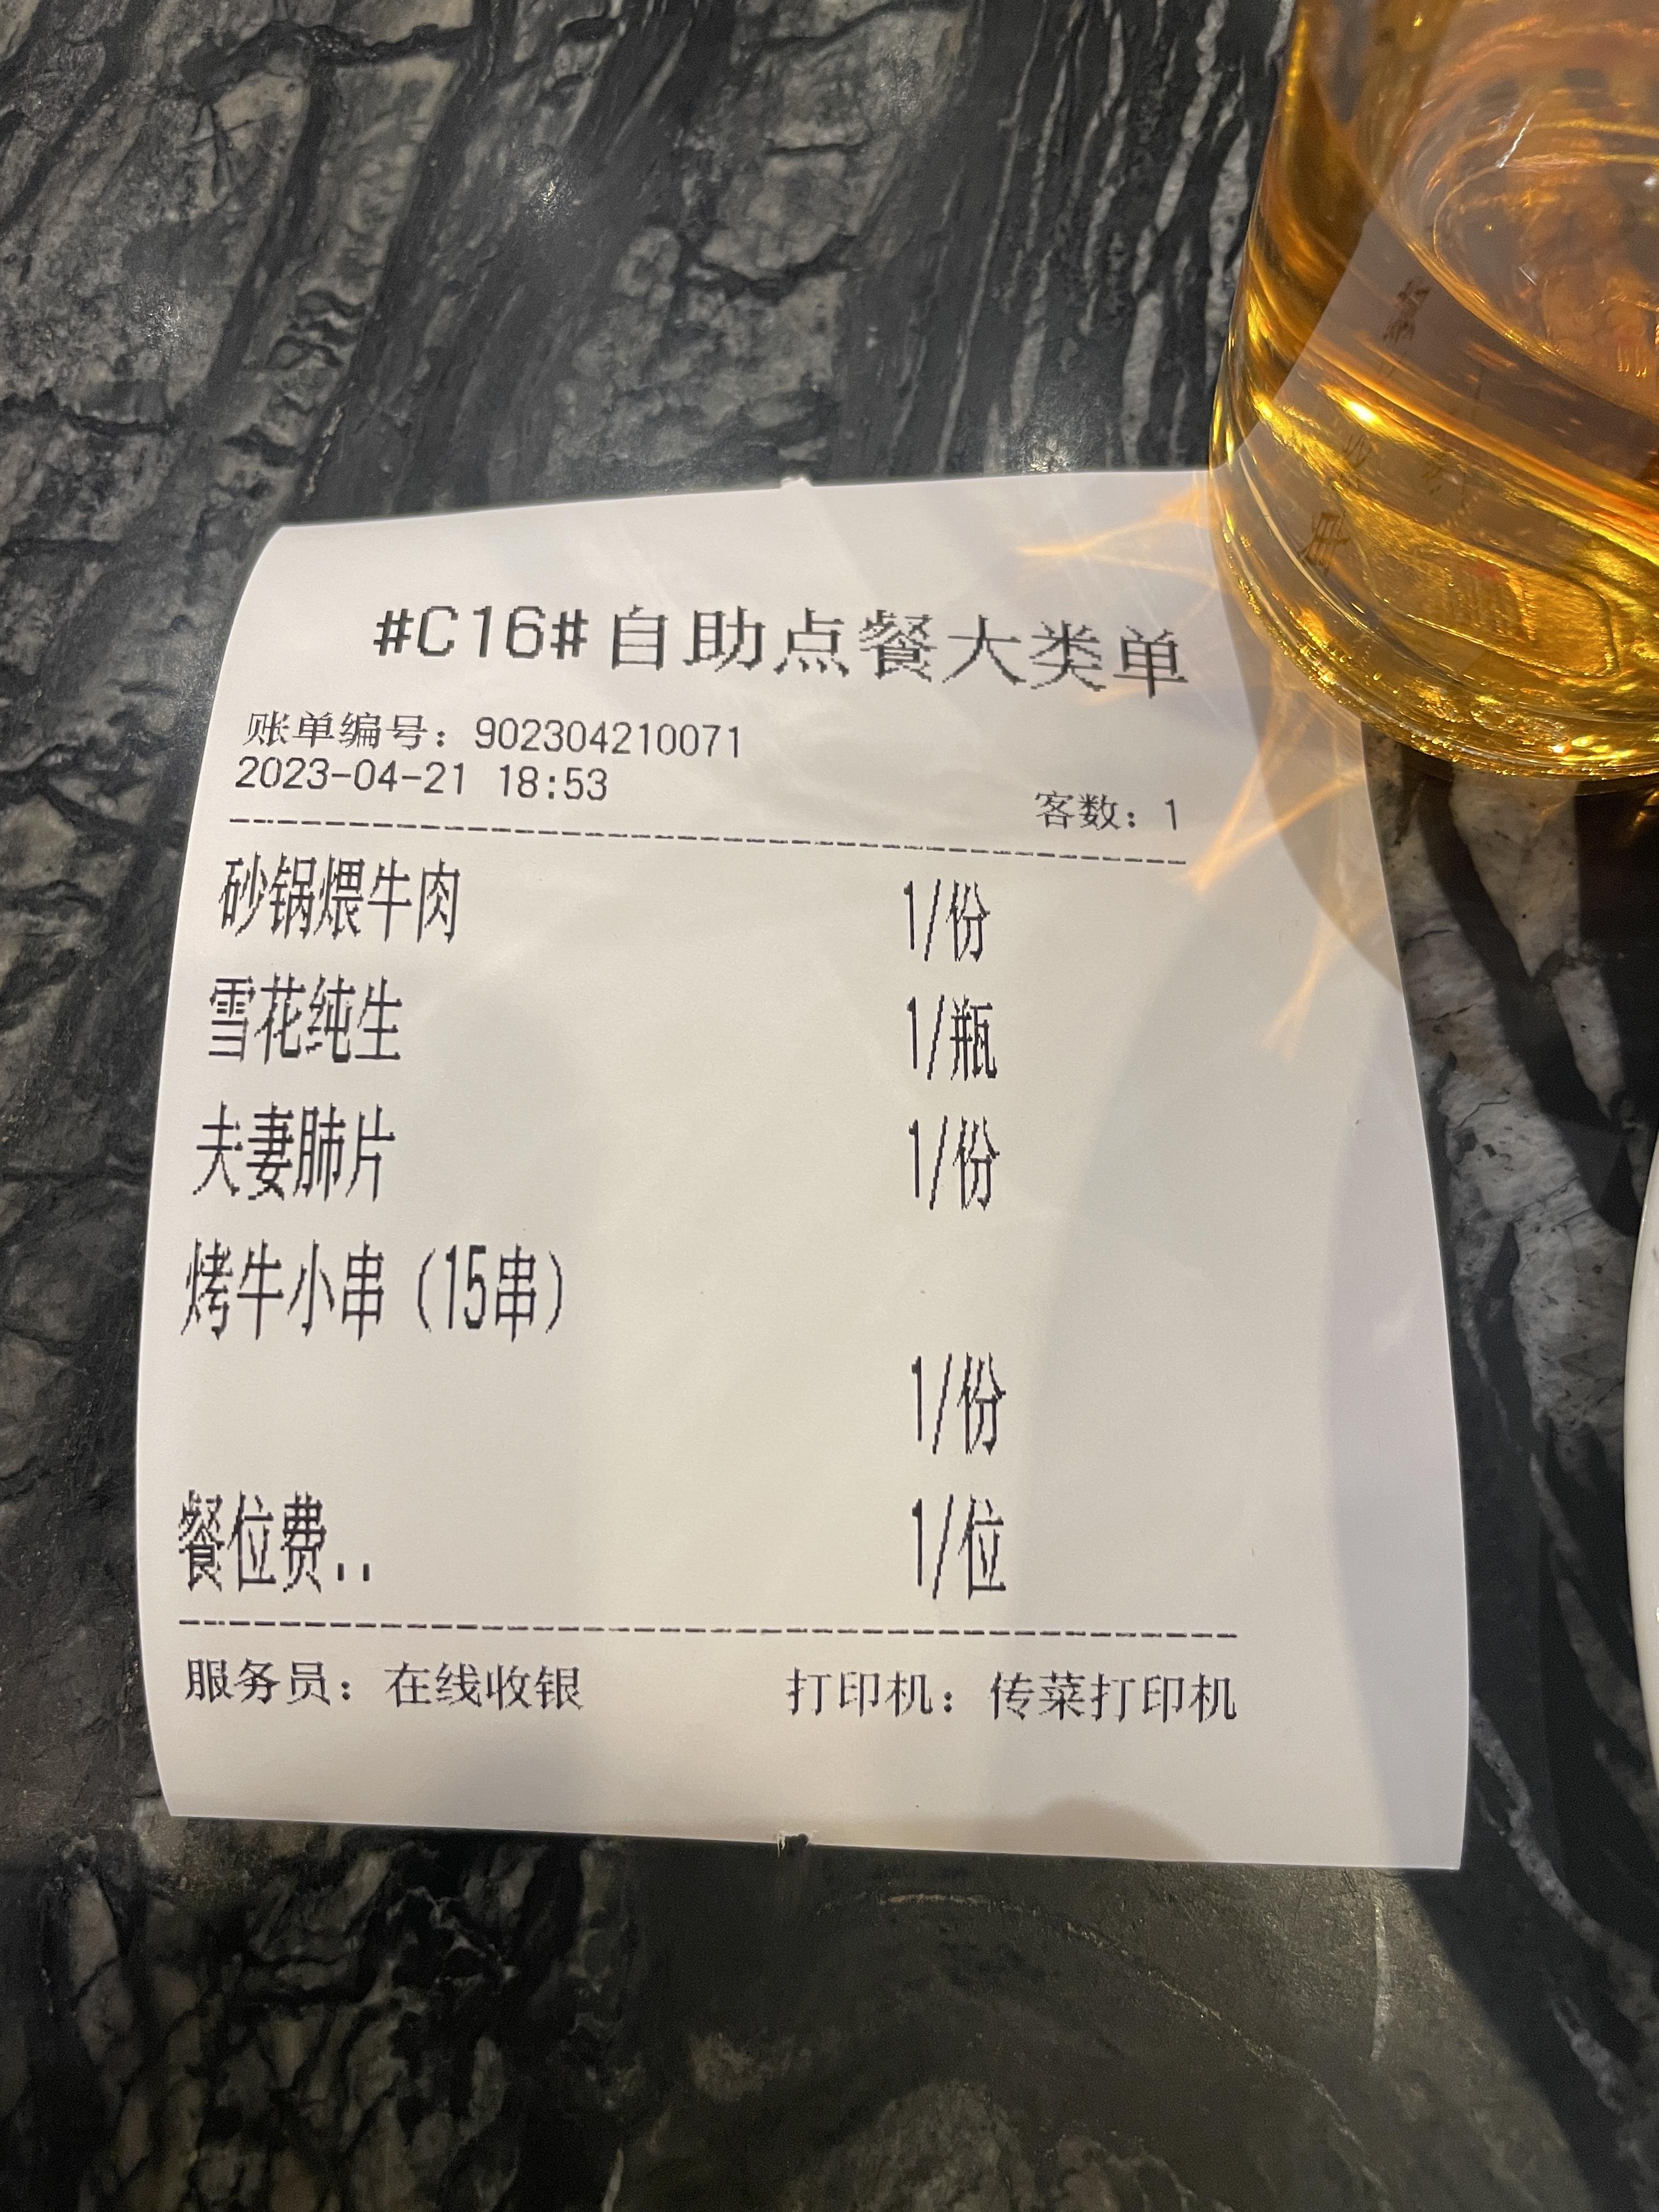 #C16#自助点餐大类单
账单编号：902304210071
2023-04-21 18:53
客数：1
砂锅煨牛肉 1/份
雪花纯生 1/瓶
夫妻肺片 1/份
烤牛小串（15串）
1/份
餐位费.. 1/位
服务员：在线收银 打印机：传菜打印机